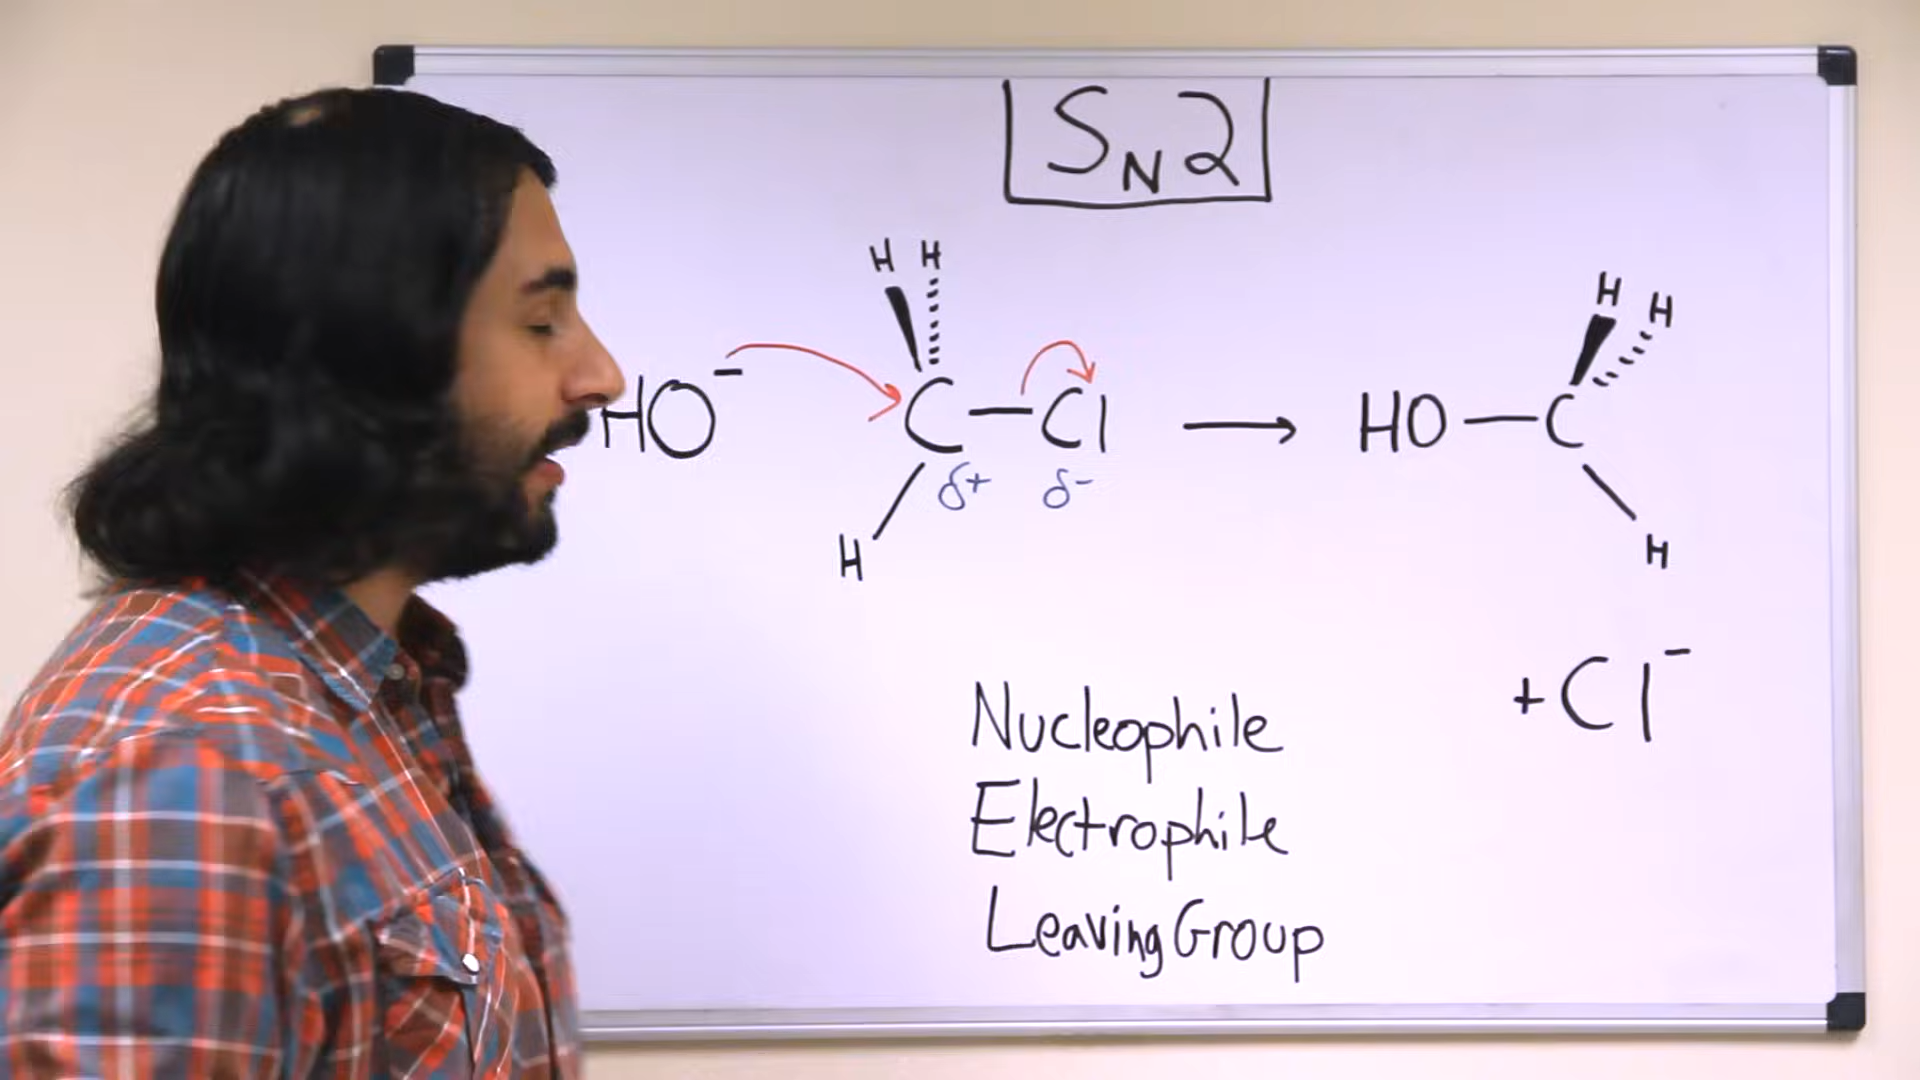 SN2
H H
HO⁻ C—Cl → HO—C
δ+ δ-
H
H H
H
+Cl⁻
Nucleophile
Electrophile
Leaving Group